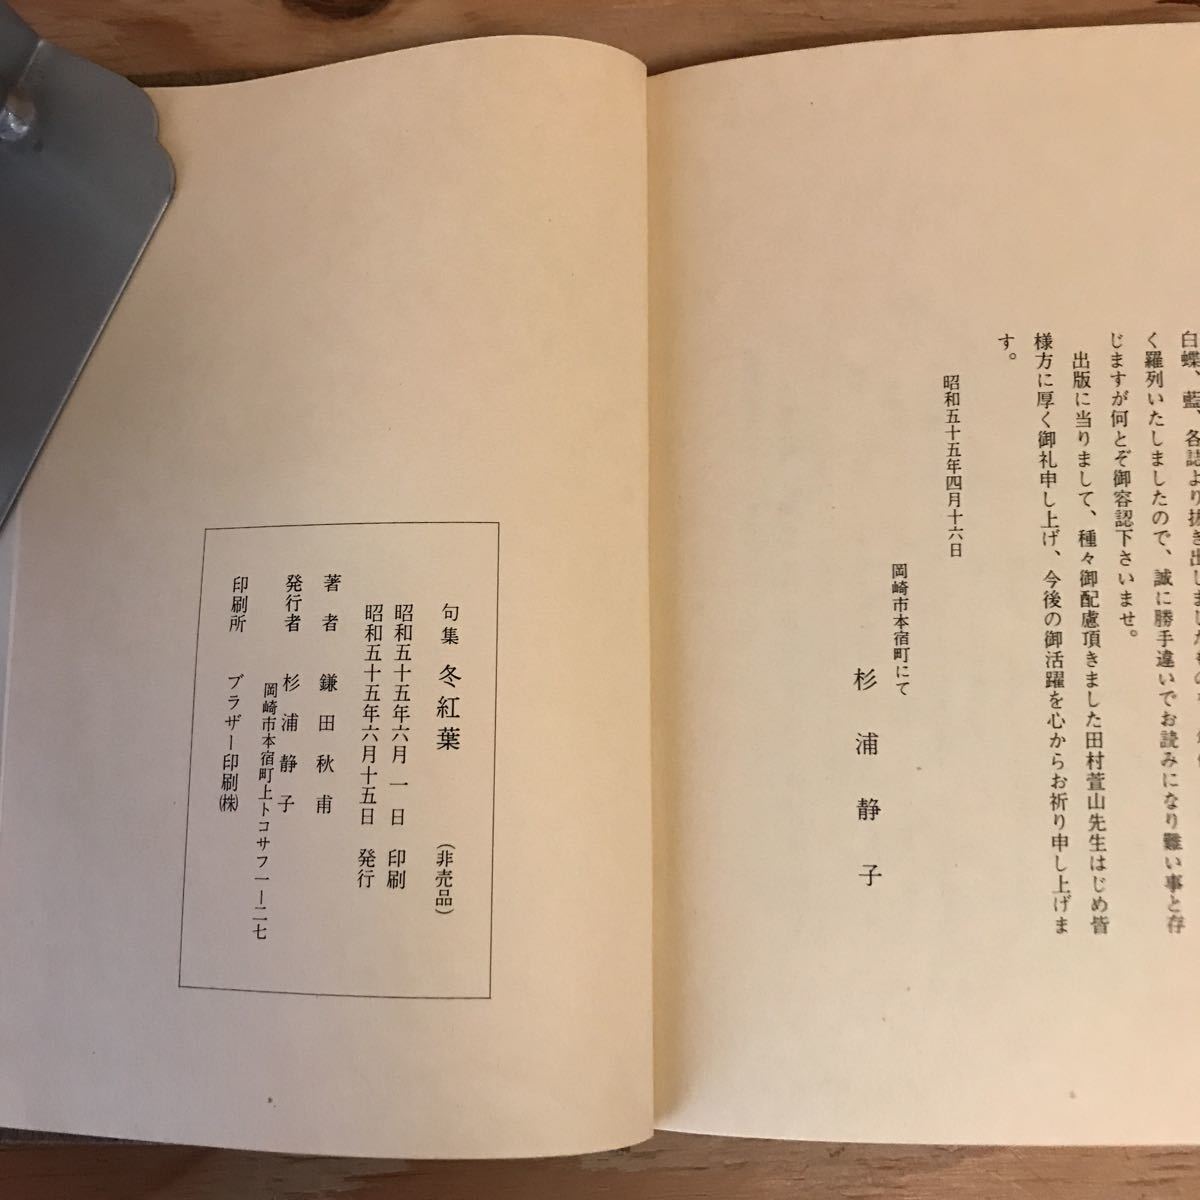 白蝶、藍、各誌より抜き出しましたもので
く羅列いたしましたので、誠に勝手違いでお読みになり難い事と存
じますが何とぞ御容認下さいませ。
出版に当りまして、種々御配慮頂きました田村萱山先生はじめ皆
様方に厚く御礼申し上げ、今後の御活躍を心からお祈り申し上げま
す。
昭和五十五年四月十六日
岡崎市本宿町にて
杉浦静子
句集 冬紅葉 (非売品)
昭和五十五年六月一日 印刷
昭和五十五年六月十五日 発行
著者 鎌田秋甫
発行者 杉浦静子
岡崎市本宿町上トコサフ一ー二七
印刷所 ブラザー印刷㈱